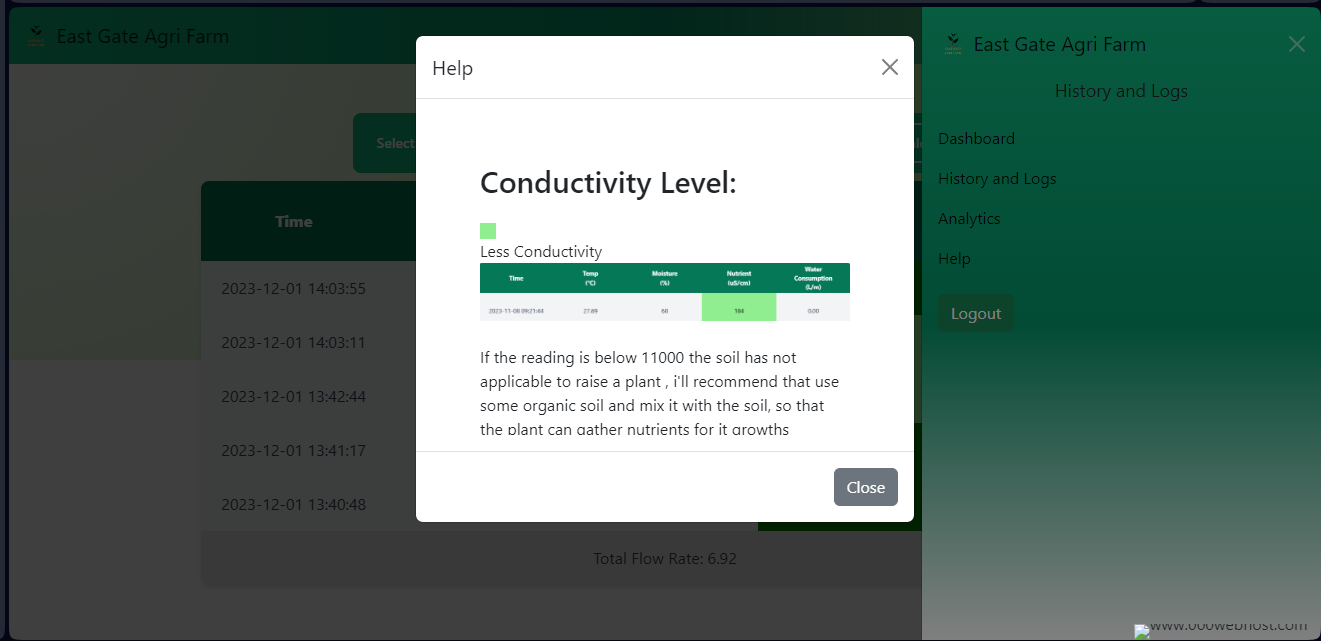 East Gate Agri Farm
Select
Time
2023-12-01 14:03:55
2023-12-01 14:03:11
2023-12-01 13:42:44
2023-12-01 13:41:17
2023-12-01 13:40:48
Total Flow Rate: 6.92
Help
Conductivity Level:
Less Conductivity
Time Temp (°C) Moisture (%) Nutrient (uS/cm) Water Consumption (L/m)
2023-11-08 09:21:44 27.89 68 194 0.00
If the reading is below 11000 the soil has not
applicable to raise a plant , i'll recommend that use
some organic soil and mix it with the soil, so that
the plant can gather nutrients for it growths
Close
East Gate Agri Farm
History and Logs
Dashboard
History and Logs
Analytics
Help
Logout
www.000webhost.com